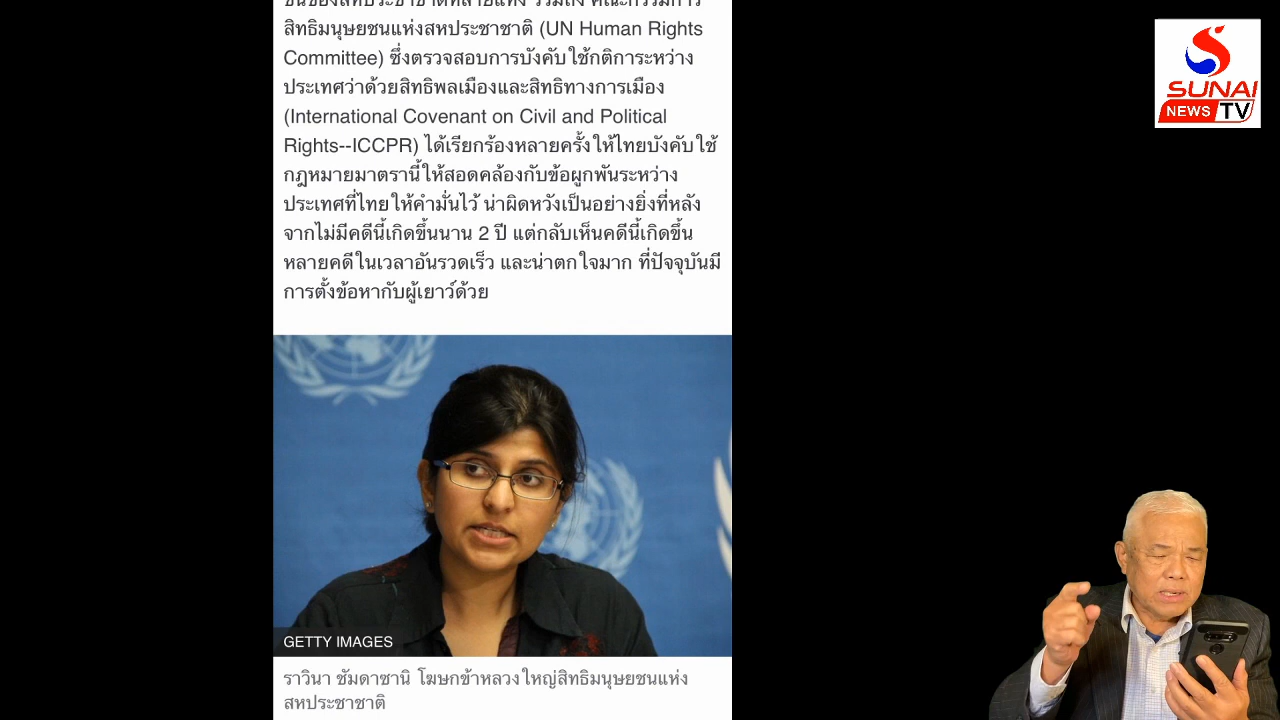 สิทธิมนุษยชนแห่งสหประชาชาติ (UN Human Rights
Committee) ซึ่งตรวจสอบการบังคับใช้กติการะหว่าง
ประเทศว่าด้วยสิทธิพลเมืองและสิทธิทางการเมือง
(International Covenant on Civil and Political
Rights--ICCPR) ได้เรียกร้องหลายครั้งให้ไทยบังคับใช้
กฎหมายมาตรานี้ให้สอดคล้องกับข้อผูกพันระหว่าง
ประเทศที่ไทยให้คำมั่นไว้ น่าผิดหวังเป็นอย่างยิ่งที่หลัง
จากไม่มีคดีนี้เกิดขึ้นนาน 2 ปี แต่กลับเห็นคดีนี้เกิดขึ้น
หลายคดีในเวลาอันรวดเร็ว และน่าตกใจมาก ที่ปัจจุบันมี
การตั้งข้อหากับผู้เยาว์ด้วย
GETTY IMAGES
ราวินา ชัมดาซานิ โฆษกข้าหลวงใหญ่สิทธิมนุษยชนแห่ง
สหประชาชาติ
SUNAI
NEWS TV